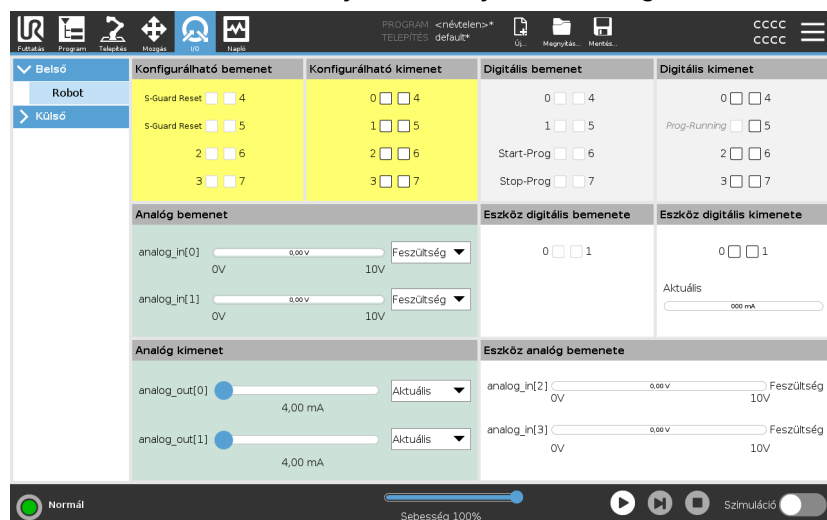 UR
PROGRAM <névtelen>*
TELEPÍTÉS default*
CCCC
CCCC
Futtatás Program Telepítés Mozgás I/O Napló Új... Megnyitás... Mentés...
Belső
Robot
Külső
Konfigurálható bemenet Konfigurálható kimenet Digitális bemenet Digitális kimenet
S-Guard Reset 4 0 4 0 4 0 4
S-Guard Reset 5 1 5 1 5 Prog-Running 5
2 6 2 6 Start-Prog 6 2 6
3 7 3 7 Stop-Prog 7 3 7
Analóg bemenet Eszköz digitális bemenete Eszköz digitális kimenete
analog_in[0] 0,00 V Feszültség 0 1 0 1
0V 10V
Aktuális
analog_in[1] 0,00 V Feszültség 000 mA
0V 10V
Analóg kimenet Eszköz analóg bemenete
analog_out[0] Aktuális analog_in[2] 0,00 V Feszültség
4,00 mA 0V 10V
analog_out[1] Aktuális analog_in[3] 0,00 V Feszültség
4,00 mA 0V 10V
Normál
Sebesség 100%
Szimuláció